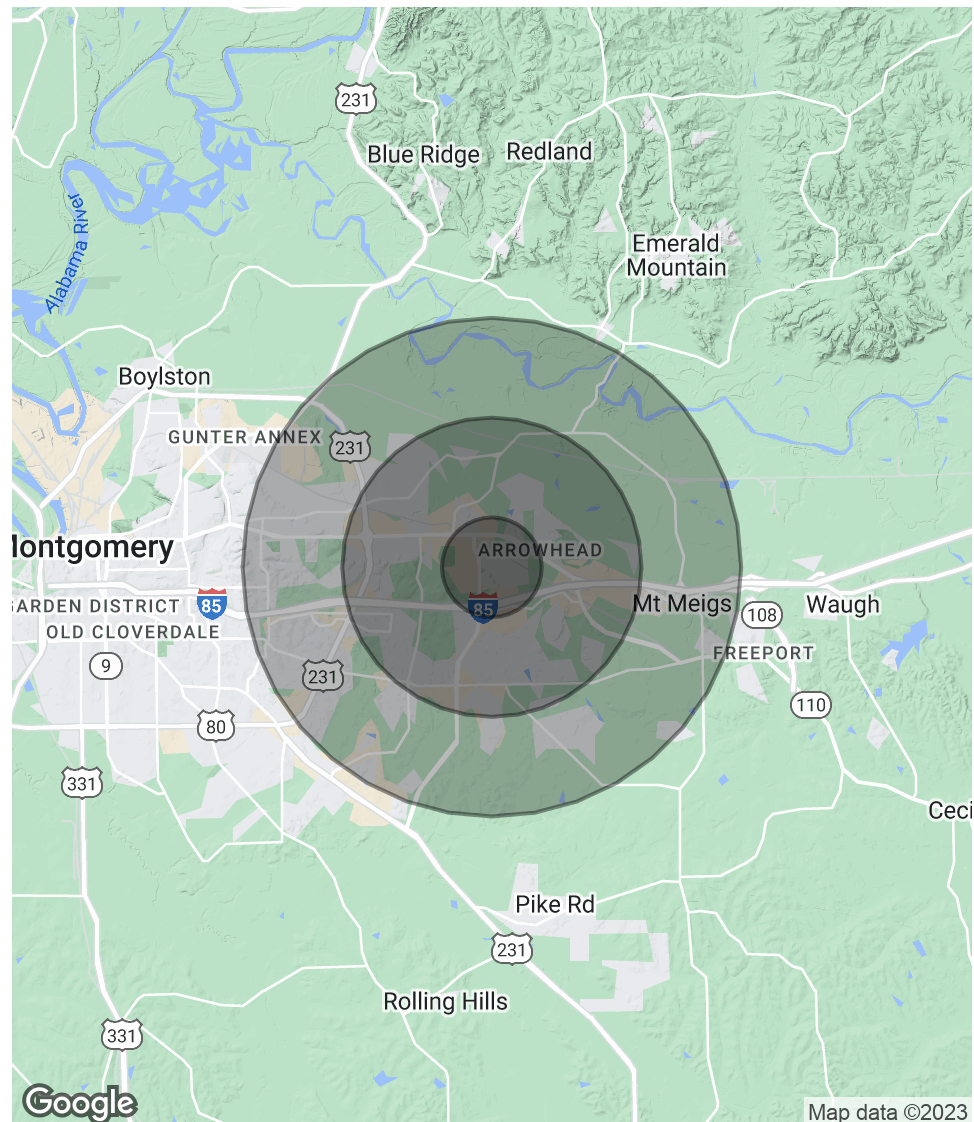 231
Blue Ridge
Redland
Alabama River
Emerald
Mountain
Boylston
GUNTER ANNEX
231
Montgomery
ARROWHEAD
GARDEN DISTRICT
85
85
Mt Meigs
Waugh
108
OLD CLOVERDALE
9
231
FREEPORT
80
110
331
Ceci
Pike Rd
231
Rolling Hills
331
Google
Map data ©2023